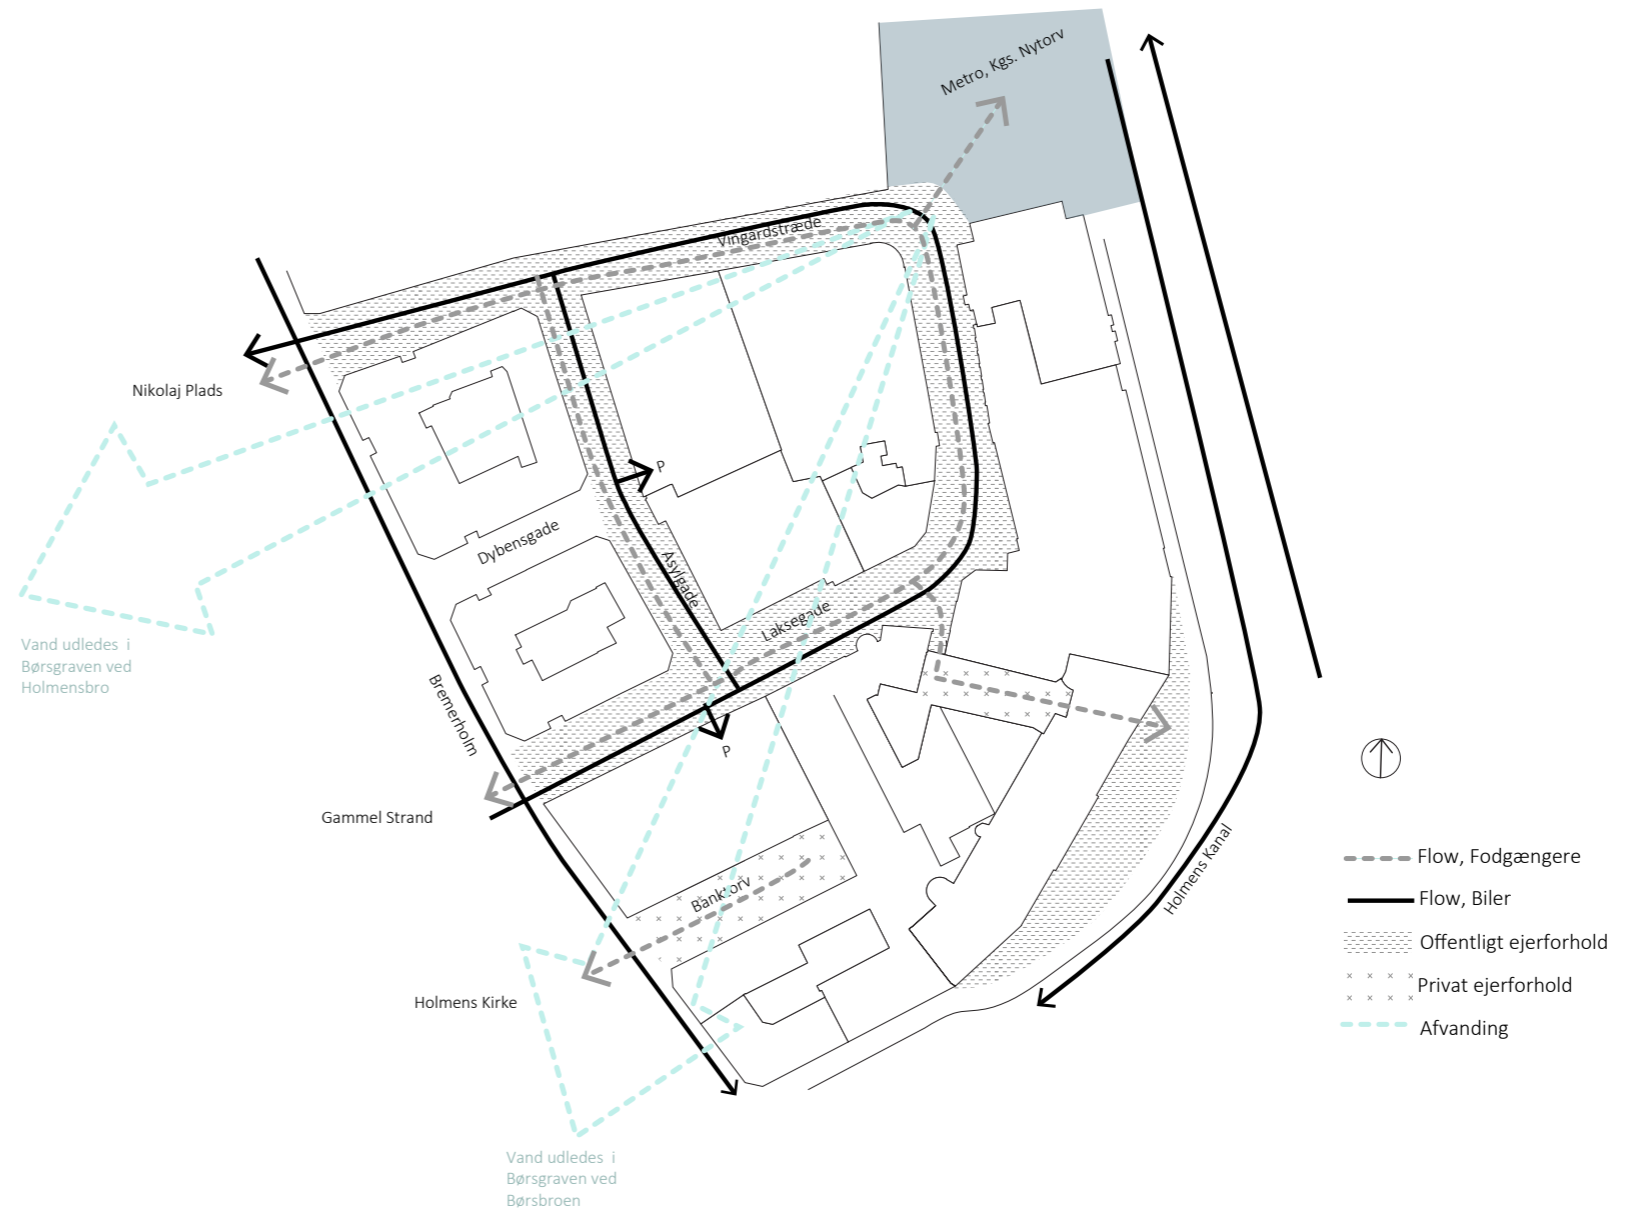 Metro, Kgs. Nytorv
Vingårdstræde
Nikolaj Plads
P
Dybensgade
Asylgade
Laksegade
Vand udledes i
Børsgraven ved
Holmensbro
Bremerholm
P
Gammel Strand
Holmens Kanal
Banktorv
Holmens Kirke
Vand udledes i
Børsgraven ved
Børsbroen
Flow, Fodgængere
Flow, Biler
Offentligt ejerforhold
Privat ejerforhold
Afvanding